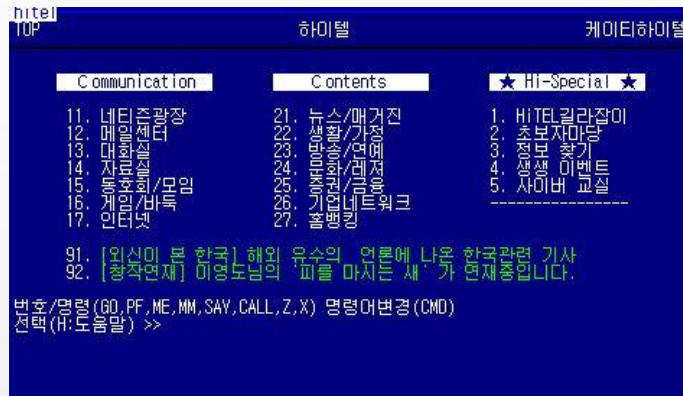 hitel
TOP 하이텔 케이티하이텔
Communication Contents ★ Hi-Special ★
11. 네티즌광장 21. 뉴스/매거진 1. HiTEL길라잡이
12. 메일센터 22. 생활/가정 2. 초보자마당
13. 대화실 23. 방송/연예 3. 정보 찾기
14. 자료실 24. 문화/레져 4. 생생 이벤트
15. 동호회/모임 25. 증권/금융 5. 사이버 교실
16. 게임/바둑 26. 기업네트워크 ----------------
17. 인터넷 27. 홈뱅킹
91. [외신이 본 한국] 해외 유수의 언론에 나온 한국관련 기사
92. [창작연재] 이영도님의 '피를 마시는 새' 가 연재중입니다.
번호/명령(GO,PF,ME,MM,SAY,CALL,Z,X) 명령어변경(CMD)
선택(H:도움말) >>